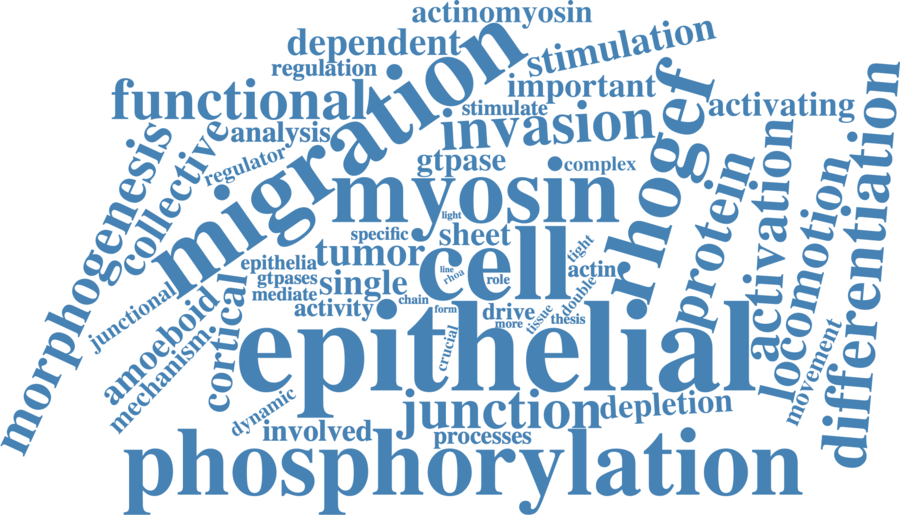 actinomyosin
dependent
stimulation
regulation
migration
important
functional
stimulate
activating
analysis
invasion
rhogef
differentiation
morphogenesis
collective
regulator
gtpase
complex
myosin
protein
activation
locomotion
light
specific
sheet
tumor
cell
tight
epithelia
line
rhoa
role
actin
gtpases
single
mediate
chain
double
junctional
amoeboid
cortical
activity
form
drive
tissue
thesis
more
mechanism
crucial
epithelial
movement
dynamic
junction
depletion
involved
processes
phosphorylation